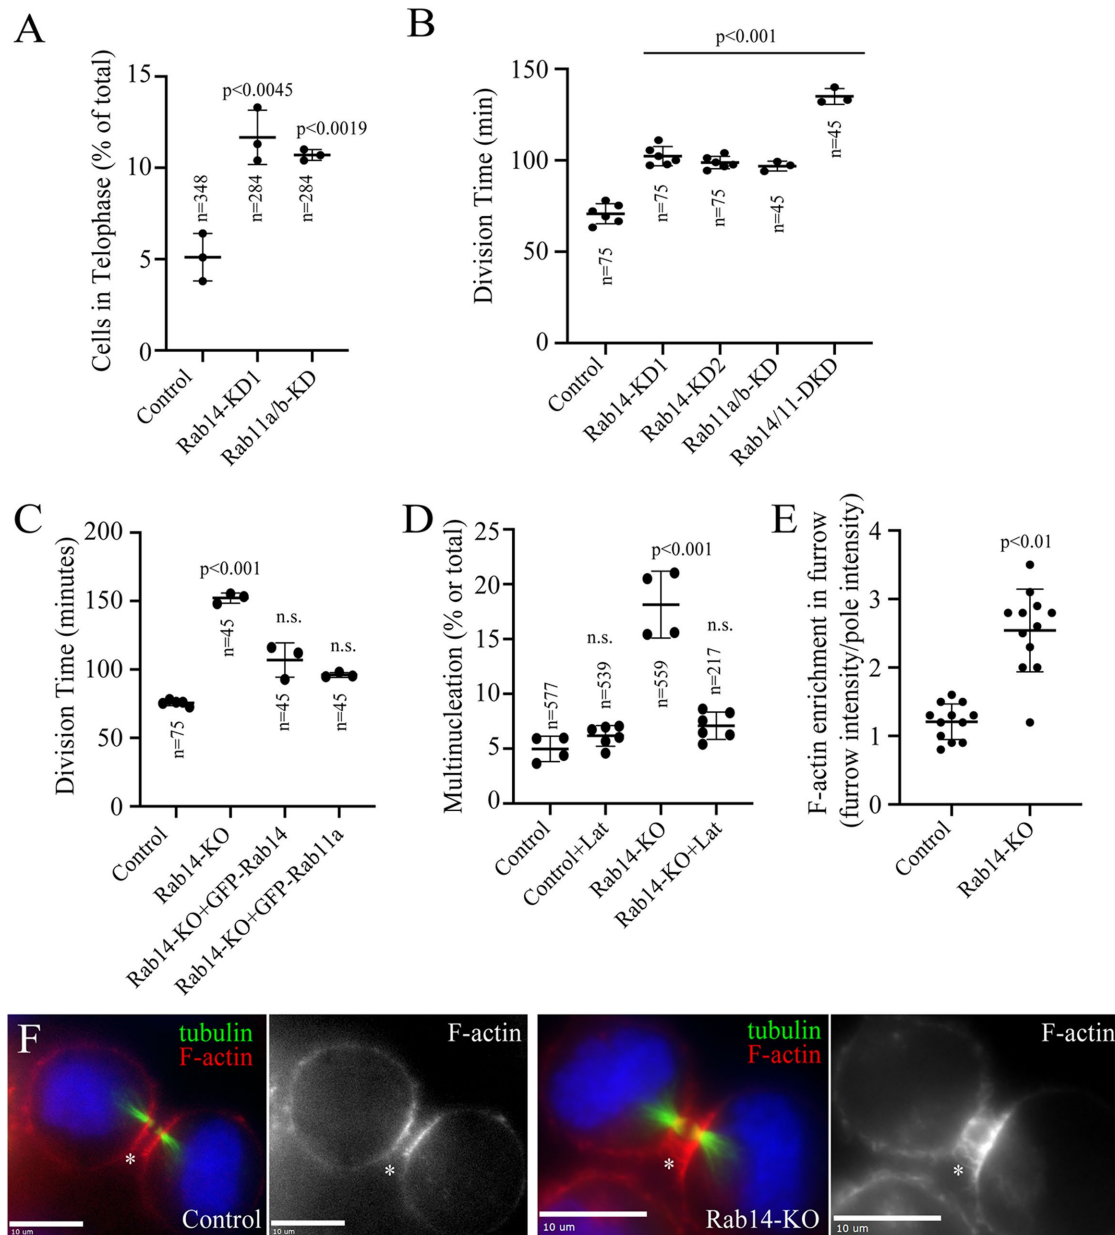 A
Cells in Telophase (% of total)
15
10
5
0
p<0.0045
p<0.0019
n=348
n=284
n=284
Control
Rab14-KD1
Rab11a/b-KD
B
Division Time (min)
150
100
50
0
p<0.001
n=75
n=75
n=75
n=45
n=45
Control
Rab14-KD1
Rab14-KD2
Rab11a/b-KD
Rab14/11-DKD
C
Division Time (minutes)
200
150
100
50
0
p<0.001
n.s.
n.s.
n=75
n=45
n=45
n=45
Control
Rab14-KO
Rab14-KO+GFP-Rab14
Rab14-KO+GFP-Rab11a
D
Multinucleation (% or total)
25
20
15
10
5
0
p<0.001
n.s.
n.s.
n=577
n=539
n=559
n=217
Control
Control+Lat
Rab14-KO
Rab14-KO+Lat
E
F-actin enrichment in furrow
(furrow intensity/pole intensity)
4
3
2
1
0
p<0.01
Control
Rab14-KO
F
tubulin
F-actin
*
10 um
Control
F-actin
*
10 um
tubulin
F-actin
*
10 um
Rab14-KO
F-actin
*
10 um